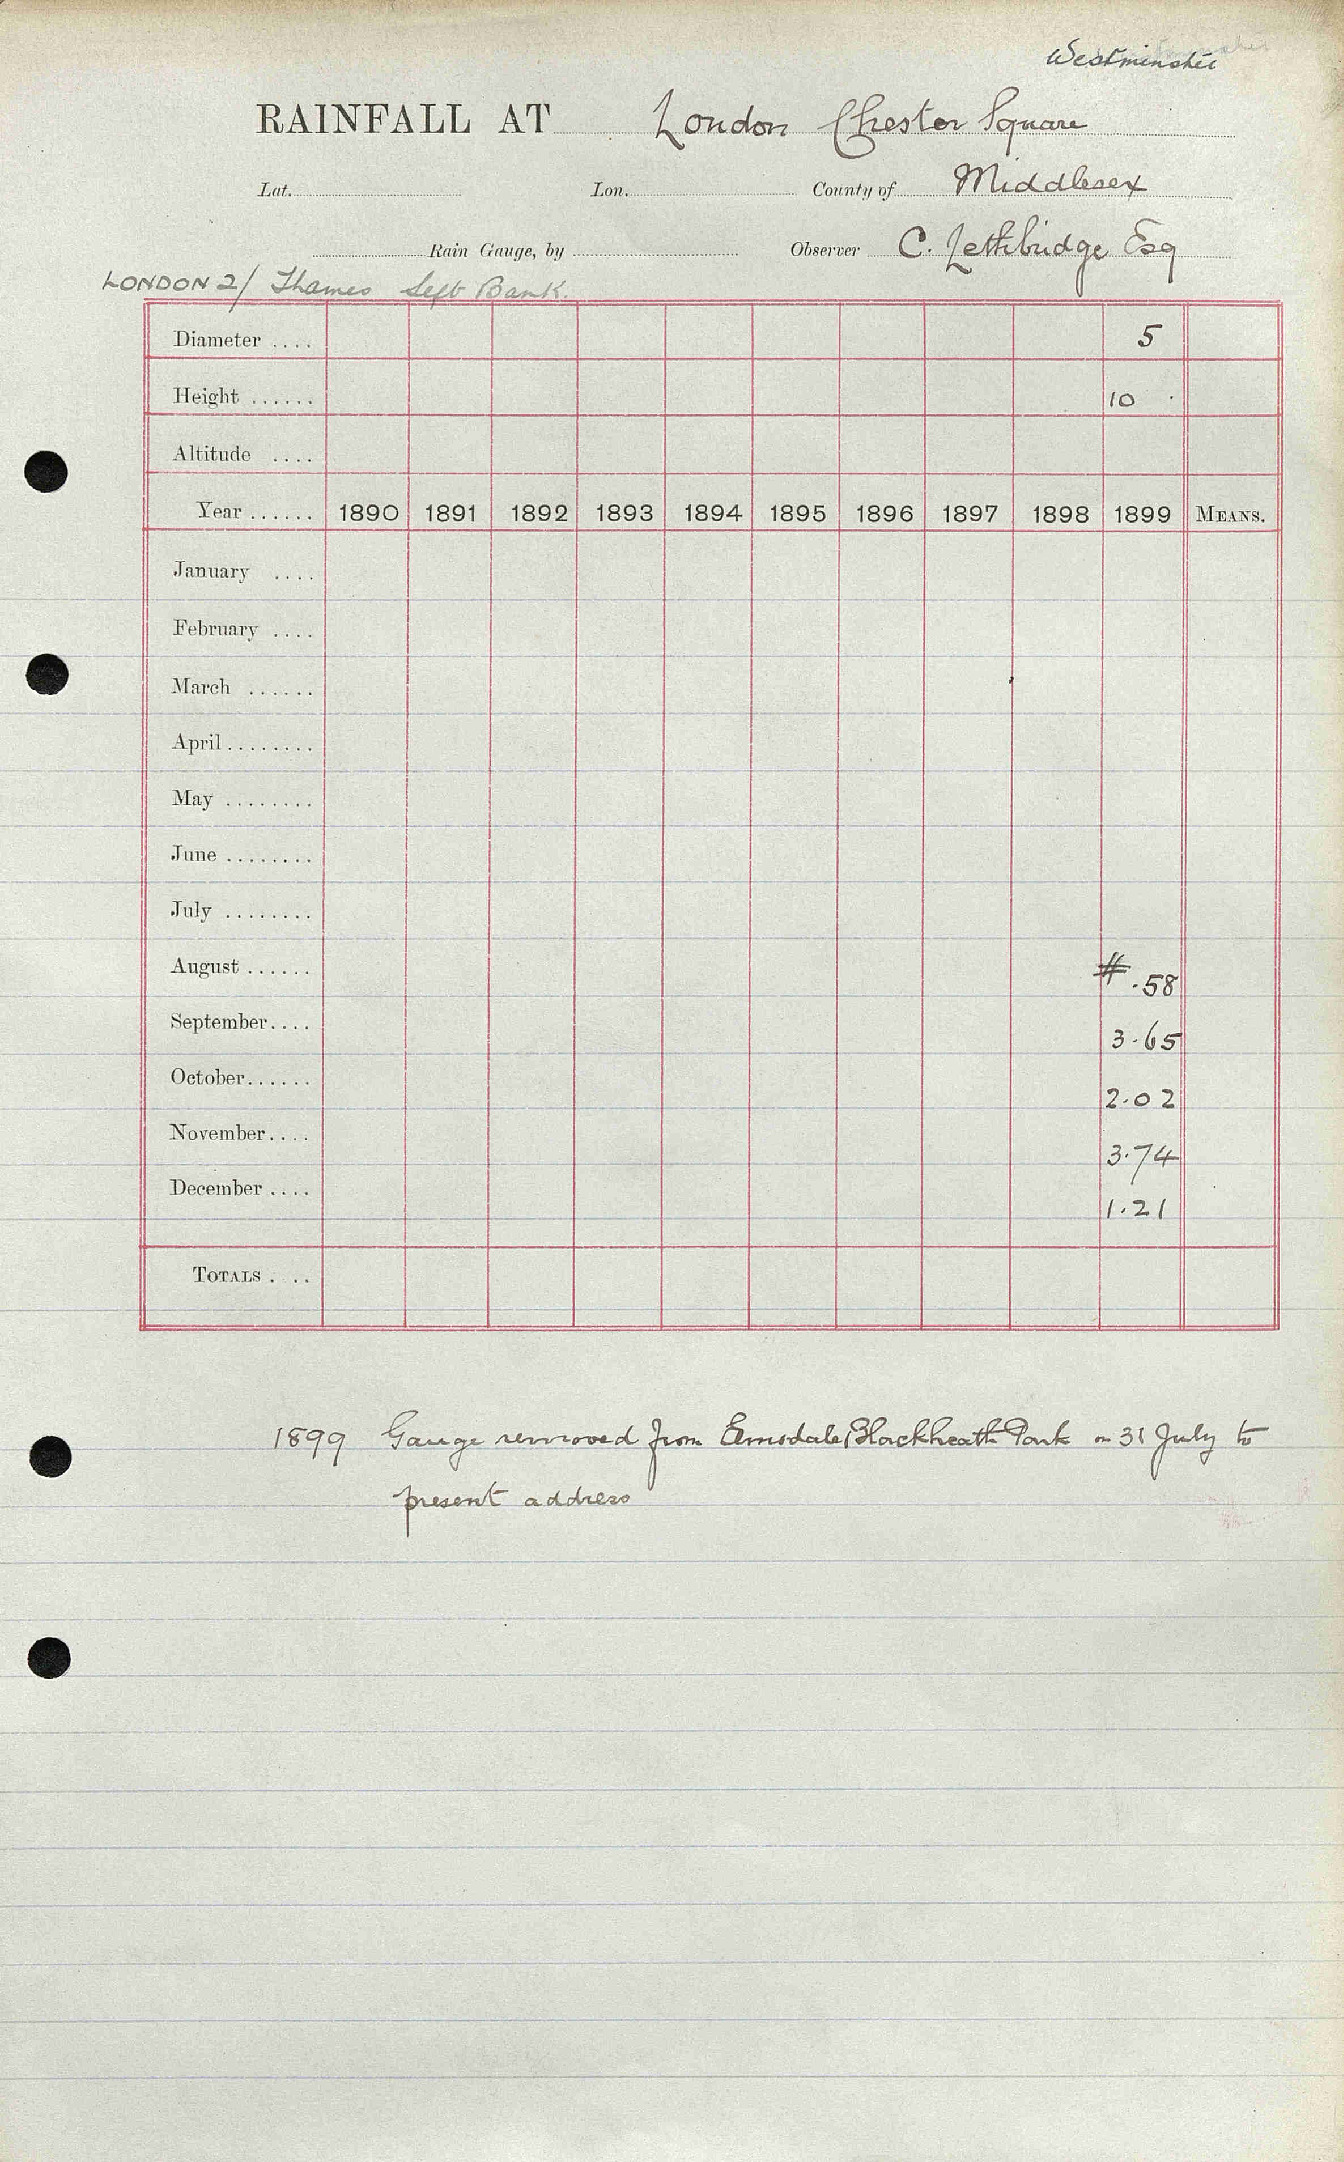 Westminster
RAINFALL AT London Chester Square
Lat. Lon. County of Middlesex
Rain Gauge, by Observer C. Lethbridge Esq
LONDON 2/ Thames Left Bank.
Diameter .... 5
Height ...... 10
Altitude ....
Year ...... 1890 1891 1892 1893 1894 1895 1896 1897 1898 1899 MEANS.
January ....
February ....
March ......
April ........
May ........
June ........
July ........
August ...... # .58
September.... 3.65
October...... 2.02
November.... 3.74
December .... 1.21
TOTALS . ..
1899 Gauge removed from Elmsdale, Blackheath Park on 31 July to
present address